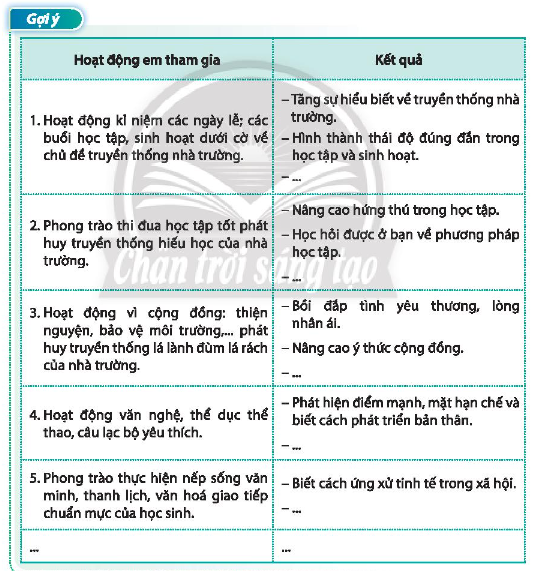 Gợi ý
Hoạt động em tham gia
Kết quả
1. Hoạt động kỉ niệm các ngày lễ; các
buổi học tập, sinh hoạt dưới cờ về
chủ đề truyền thống nhà trường.
– Tăng sự hiểu biết về truyền thống nhà
trường.
– Hình thành thái độ đúng đắn trong
học tập và sinh hoạt.
– ...
2. Phong trào thi đua học tập tốt phát
huy truyền thống hiếu học của nhà
trường.
– Nâng cao hứng thú trong học tập.
– Học hỏi được ở bạn về phương pháp
học tập.
– ...
3. Hoạt động vì cộng đồng: thiện
nguyện, bảo vệ môi trường,... phát
huy truyền thống lá lành đùm lá rách
của nhà trường.
– Bồi đắp tình yêu thương, lòng
nhân ái.
– Nâng cao ý thức cộng đồng.
– ...
4. Hoạt động văn nghệ, thể dục thể
thao, câu lạc bộ yêu thích.
– Phát hiện điểm mạnh, mặt hạn chế và
biết cách phát triển bản thân.
– ...
5. Phong trào thực hiện nếp sống văn
minh, thanh lịch, văn hoá giao tiếp
chuẩn mực của học sinh.
– Biết cách ứng xử tinh tế trong xã hội.
– ...
...
...
Chân trời sáng tạo